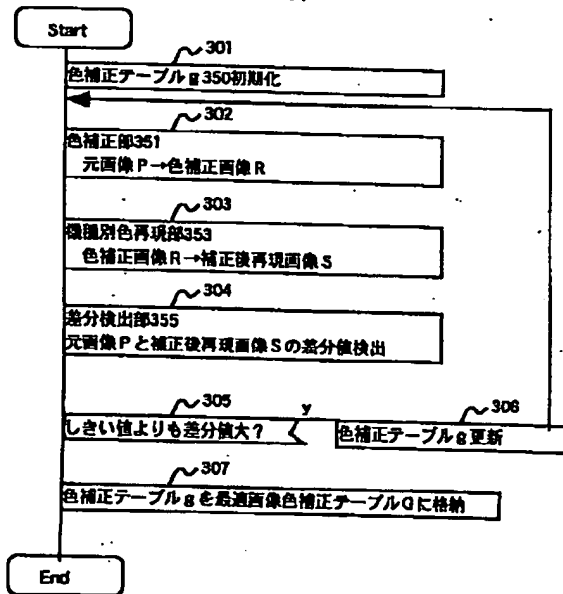 Start
301
色補正テーブルg350初期化
302
色補正部351
元画像P→色補正画像R
303
機種別色再現部353
色補正画像R→補正後再現画像S
304
差分検出部355
元画像Pと補正後再現画像Sの差分値検出
305
しきい値よりも差分値大?
y
306
色補正テーブルg更新
307
色補正テーブルgを最適画像色補正テーブルGに格納
End